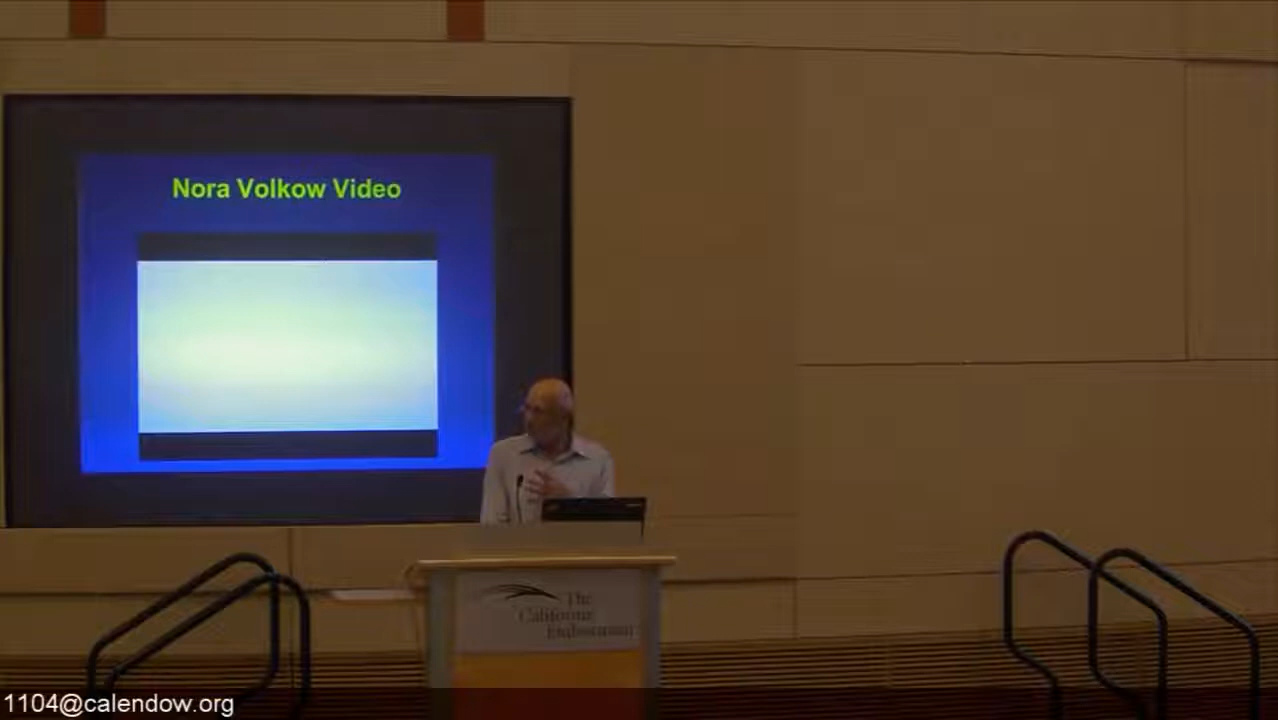 Nora Volkow Video
The
California
Endowment
1104@calendow.org